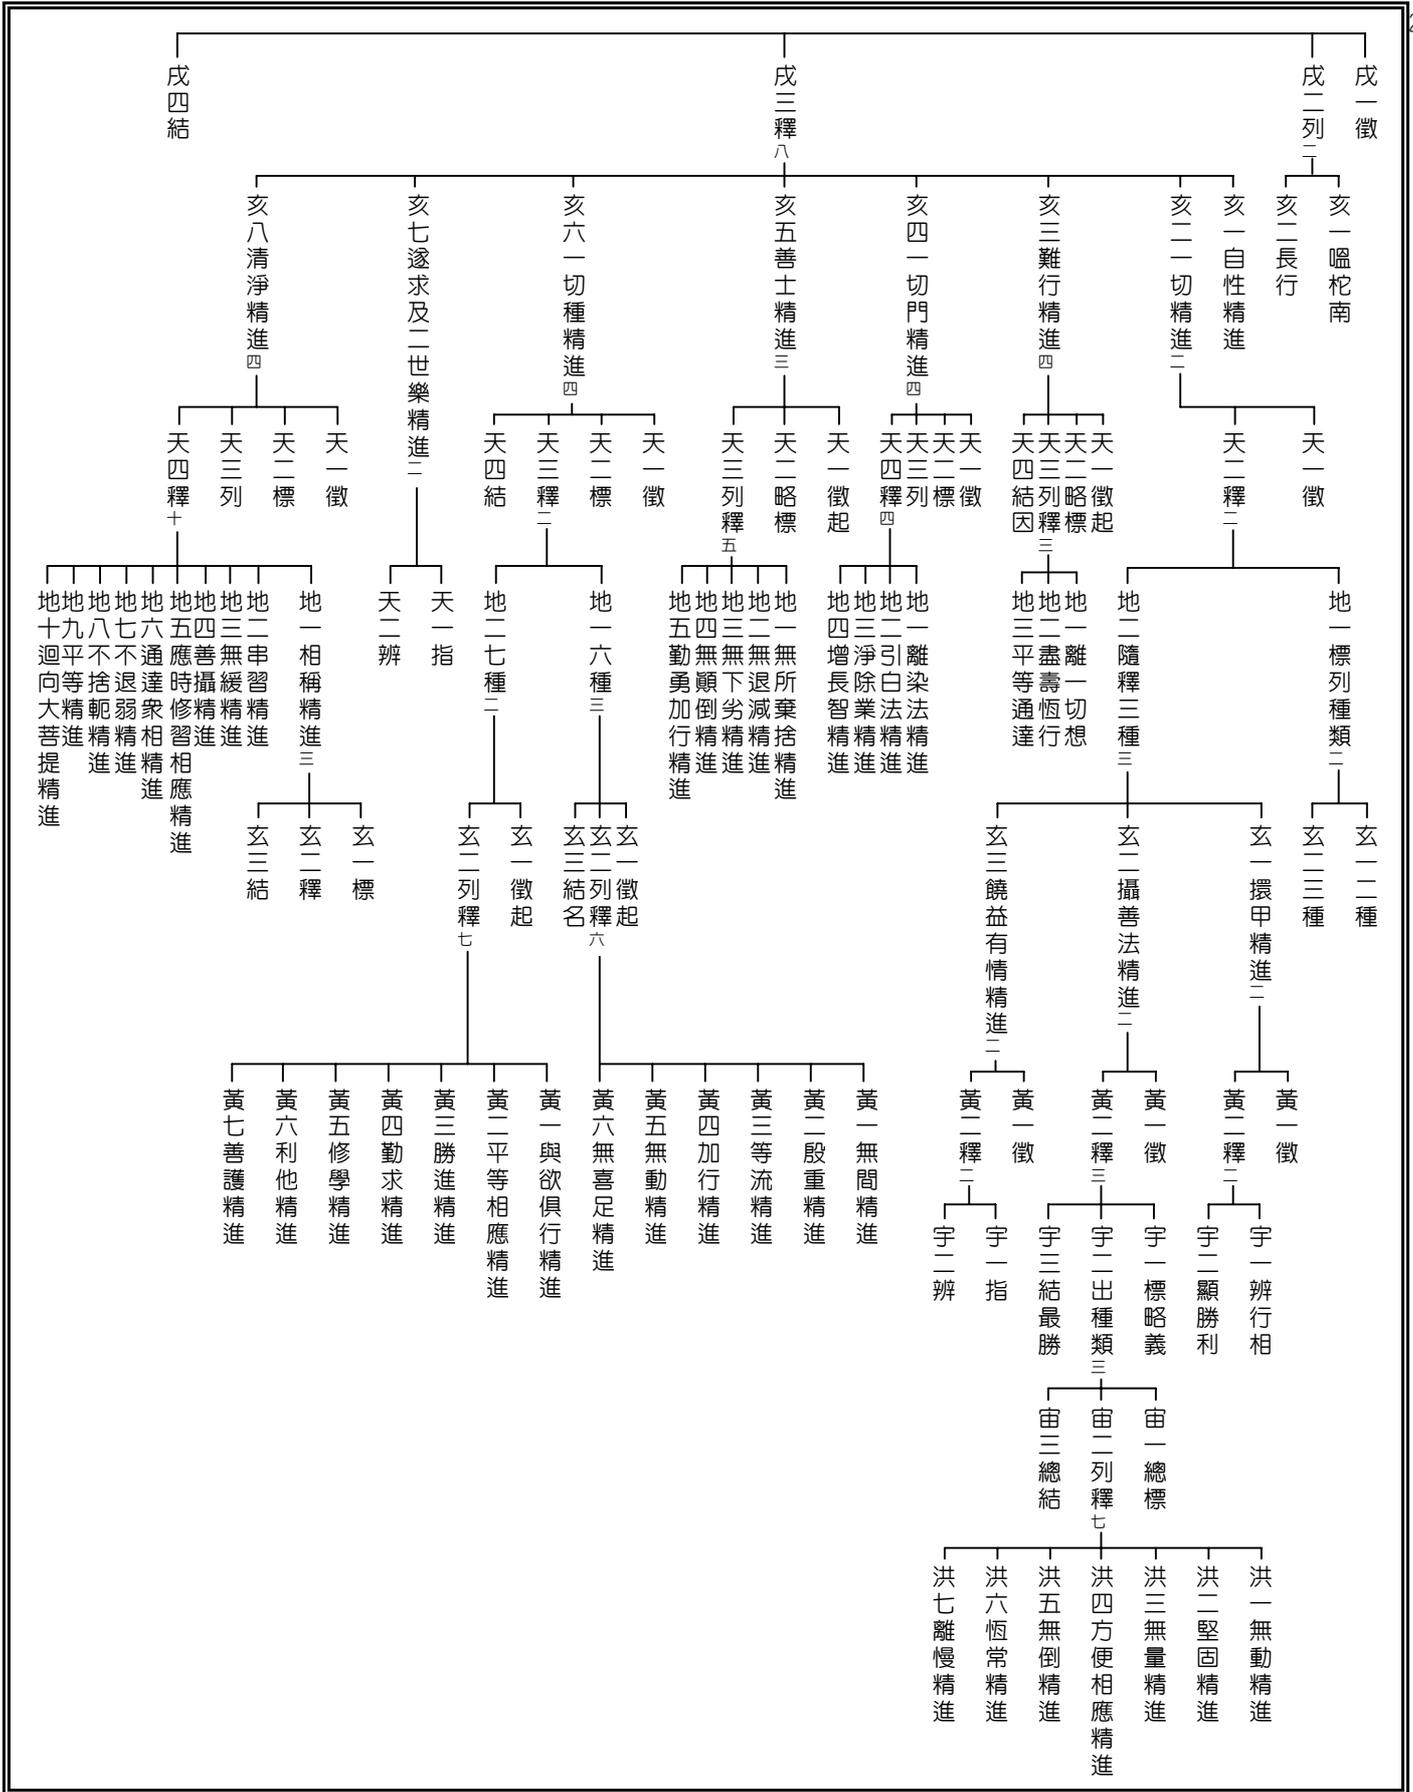 戌一徵
戌二列二
戌三釋八
戌四結
亥一嗢柁南
亥二長行
亥一自性精進
亥二一切精進二
亥三難行精進四
亥四一切門精進四
亥五善士精進三
亥六一切種精進四
亥七遂求及二世樂精進二
亥八清淨精進四
天一徵
天二釋二
天一徵起
天二略標
天三列釋三
天四結因
天一徵
天二標
天三列
天四釋四
天一徵起
天二略標
天三列釋五
天一徵
天二標
天三釋二
天四結
天一徵
天二標
天三列
天四釋十
地一標列種類二
地二隨釋三種三
地一離一切想
地二盡壽恆行
地三平等通達
地一離染法精進
地二引白法精進
地三淨除業精進
地四增長智精進
地一無所棄捨精進
地二無退減精進
地三無下劣精進
地四無顚倒精進
地五勤勇加行精進
地一六種三
地二七種二
天一指
天二辨
地一相稱精進三
地二串習精進
地三無緩精進
地四善攝精進
地五應時修習相應精進
地六通達衆相精進
地七不退弱精進
地八不捨軛精進
地九平等精進
地十迴向大菩提精進
玄一二種
玄二三種
玄一擐甲精進二
玄二攝善法精進二
玄三饒益有情精進二
玄一徵起
玄二列釋六
玄三結名
玄一徵起
玄二列釋七
玄一標
玄二釋
玄三結
黃一徵
黃二釋二
黃一徵
黃二釋三
黃一徵
黃二釋二
黃一無間精進
黃二殷重精進
黃三等流精進
黃四加行精進
黃五無動精進
黃六無喜足精進
黃一與欲俱行精進
黃二平等相應精進
黃三勝進精進
黃四勤求精進
黃五修學精進
黃六利他精進
黃七善護精進
宇一辨行相
宇二顯勝利
宇一標略義
宇二出種類三
宇三結最勝
宇一指
宇二辨
宙一總標
宙二列釋七
宙三總結
洪一無動精進
洪二堅固精進
洪三無量精進
洪四方便相應精進
洪五無倒精進
洪六恆常精進
洪七離慢精進